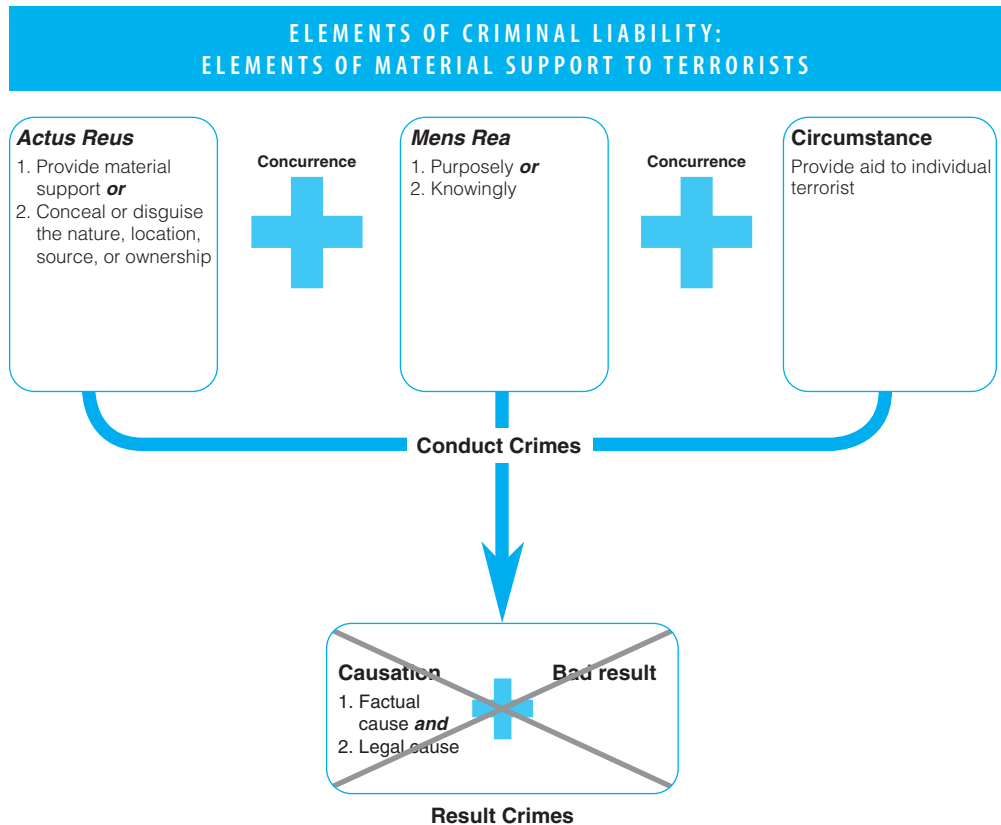 ELEMENTS OF CRIMINAL LIABILITY:
ELEMENTS OF MATERIAL SUPPORT TO TERRORISTS
Actus Reus
1. Provide material
support or
2. Conceal or disguise
the nature, location,
source, or ownership
Concurrence
Mens Rea
1. Purposely or
2. Knowingly
Concurrence
Circumstance
Provide aid to individual
terrorist
Conduct Crimes
Causation
1. Factual
cause and
2. Legal cause
Bad result
Result Crimes